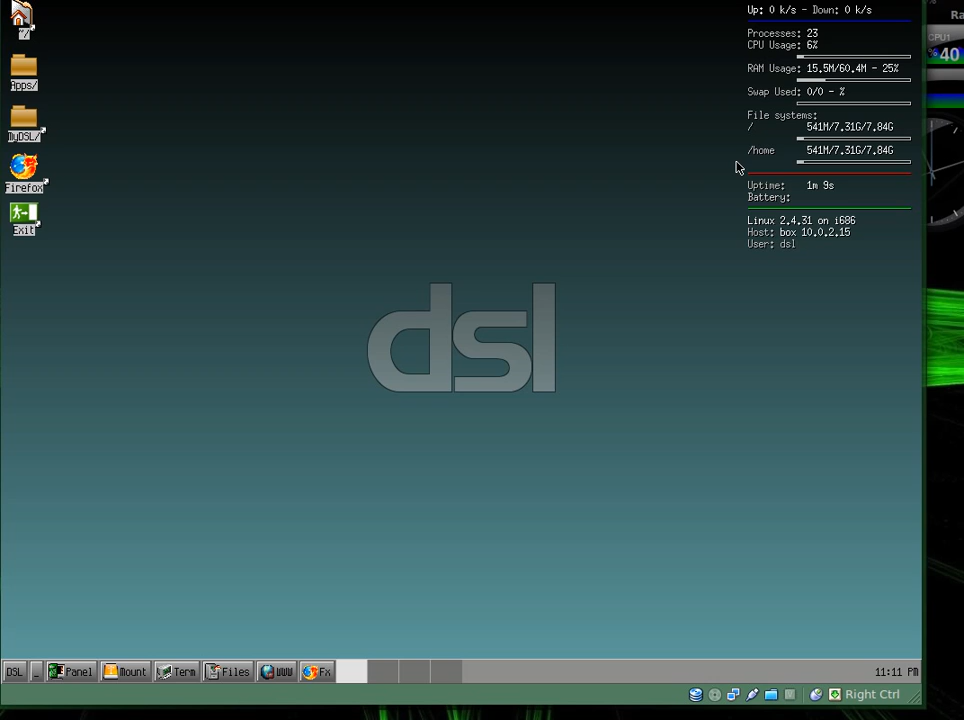 Up: 0 k/s - Down: 0 k/s
Processes: 23
CPU Usage: 6%
RAM Usage: 15.5M/60.4M - 25%
Swap Used: 0/0 - %
File systems:
/ 541M/7.31G/7.84G
/home 541M/7.31G/7.84G
Uptime: 1m 9s
Battery:
Linux 2.4.31 on i686
Host: box 10.0.2.15
User: dsl
~/
Apps/
MyDSL/
Firefox
Exit
Ra
CPU1
% 40
dsl
DSL _ Panel Mount Term Files WWW Fx 11:11 PM
Right Ctrl